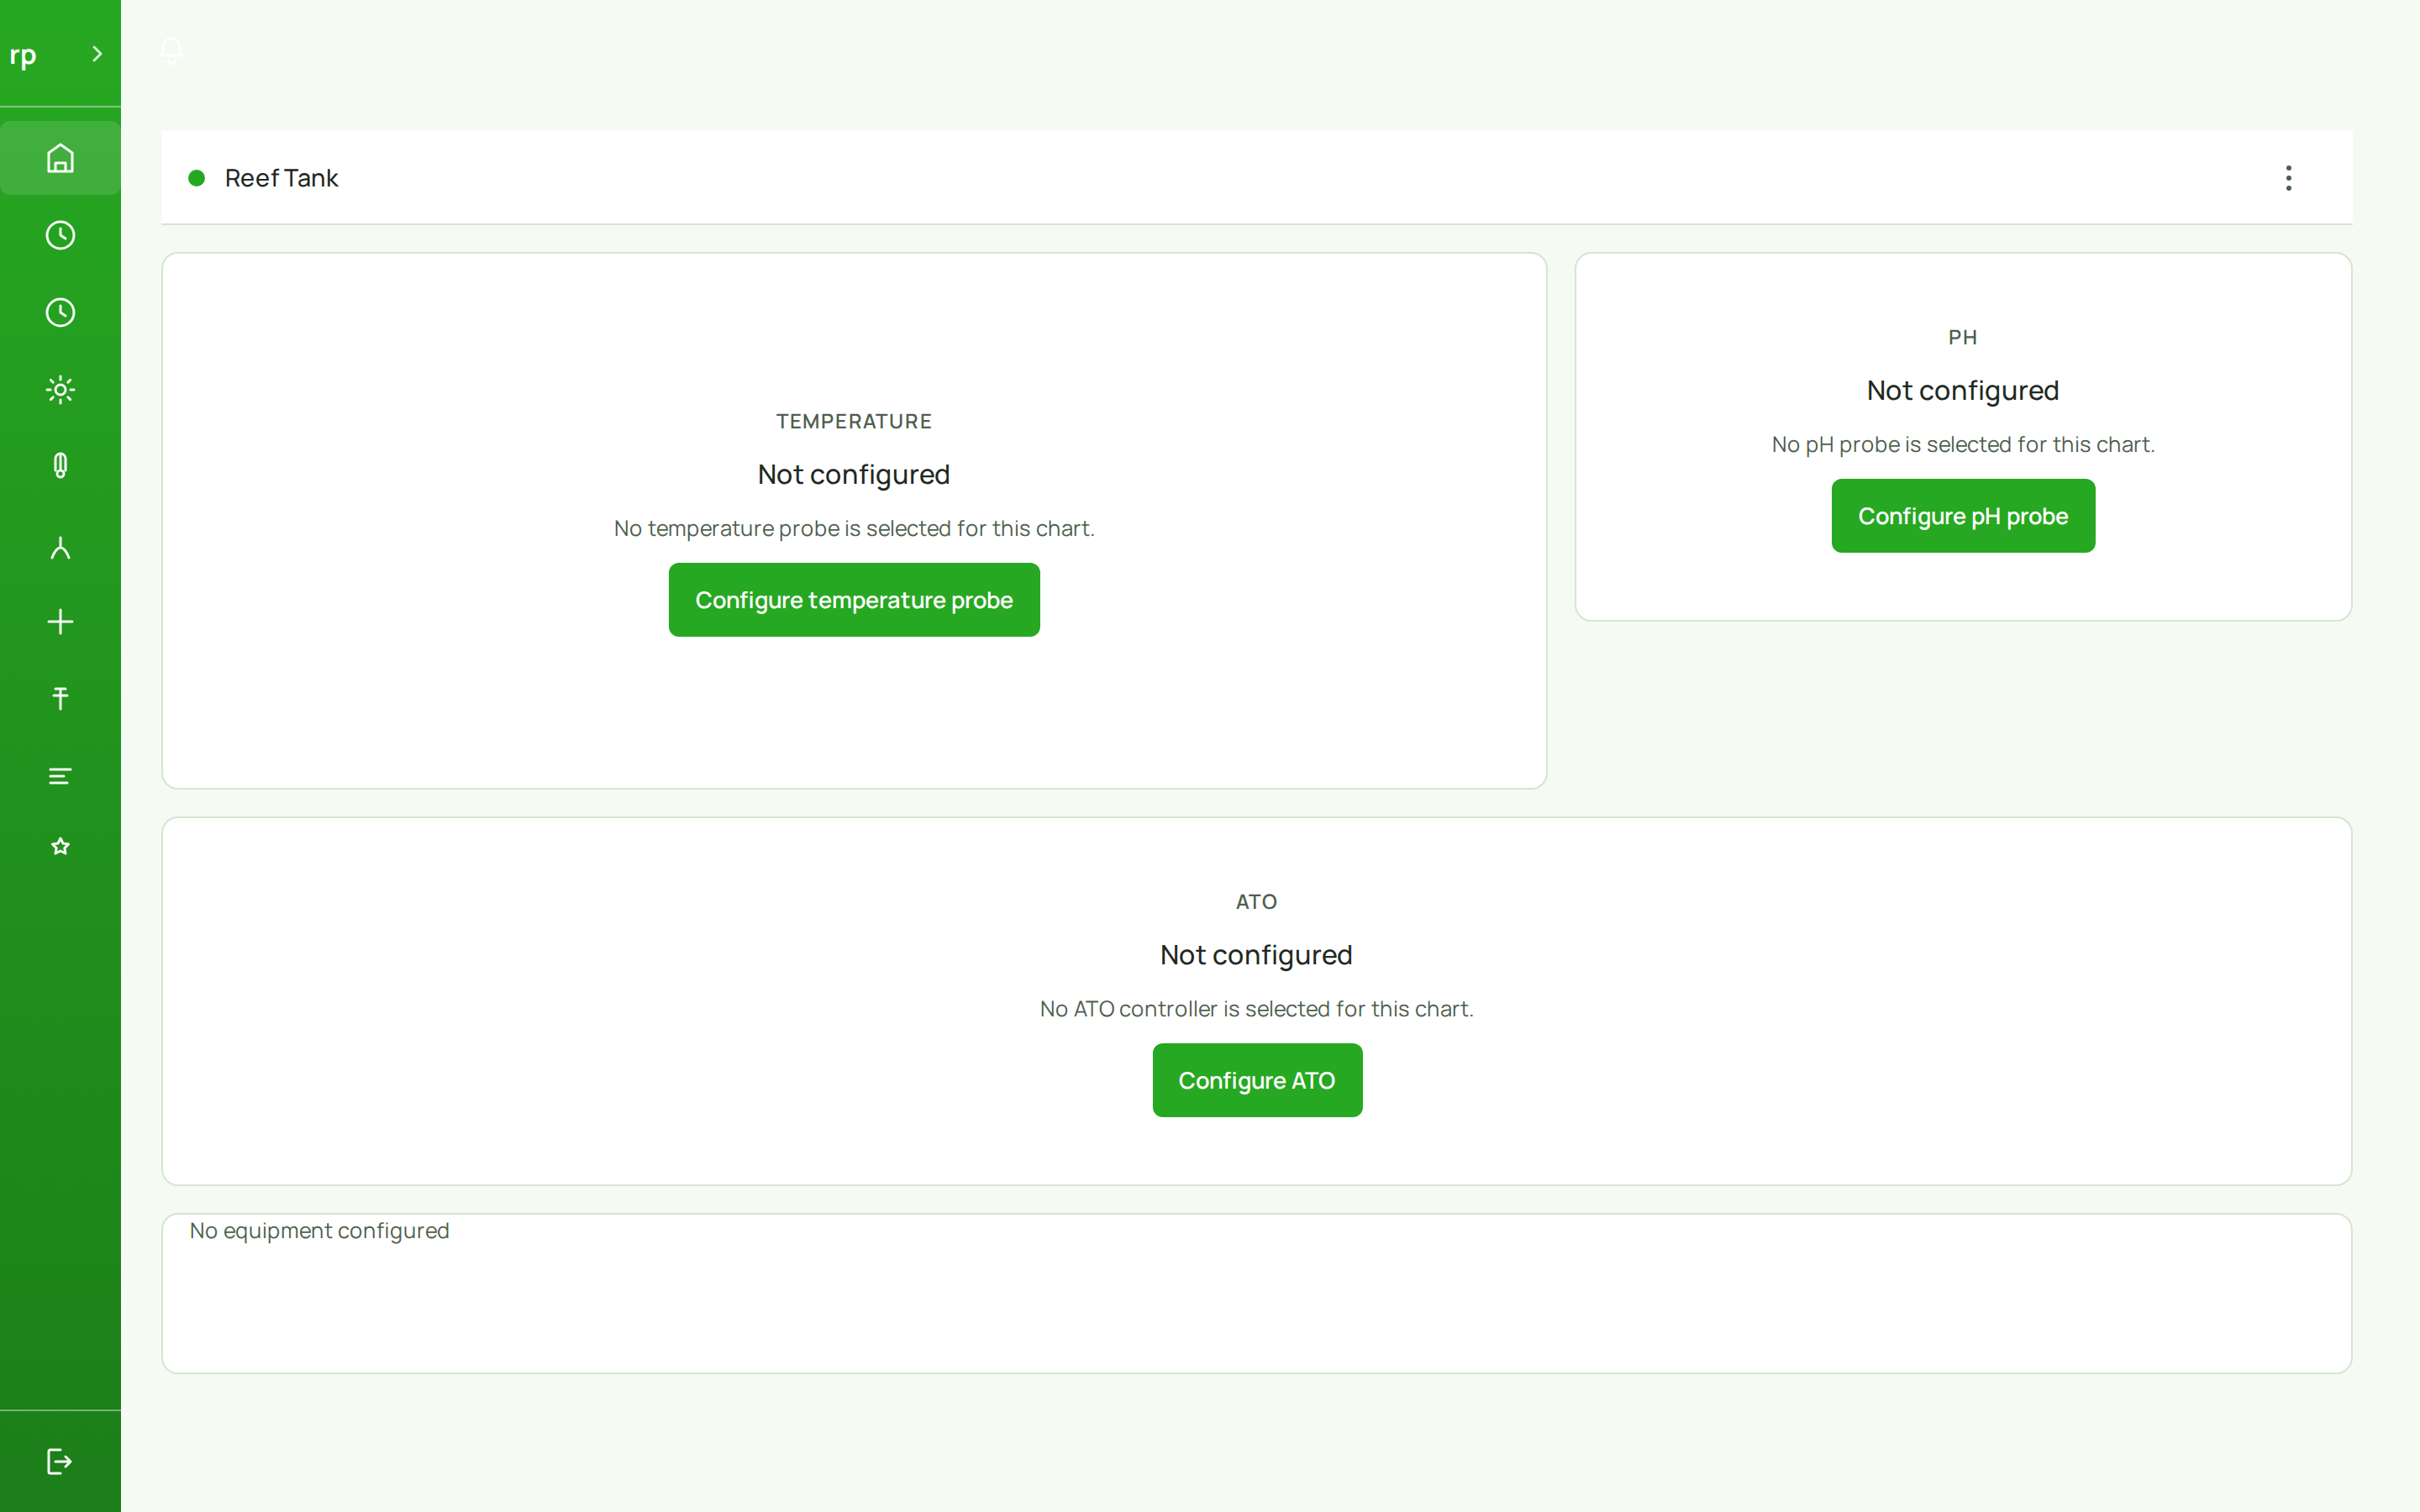 rp
Reef Tank
TEMPERATURE
Not configured
No temperature probe is selected for this chart.
Configure temperature probe
PH
Not configured
No pH probe is selected for this chart.
Configure pH probe
ATO
Not configured
No ATO controller is selected for this chart.
Configure ATO
No equipment configured